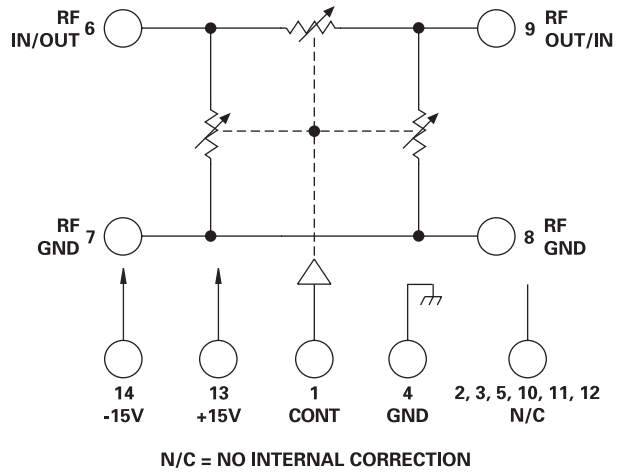 RF
IN/OUT 6
9 RF
OUT/IN
RF
GND 7
8 RF
GND
14
-15V
13
+15V
1
CONT
4
GND
2, 3, 5, 10, 11, 12
N/C
N/C = NO INTERNAL CORRECTION